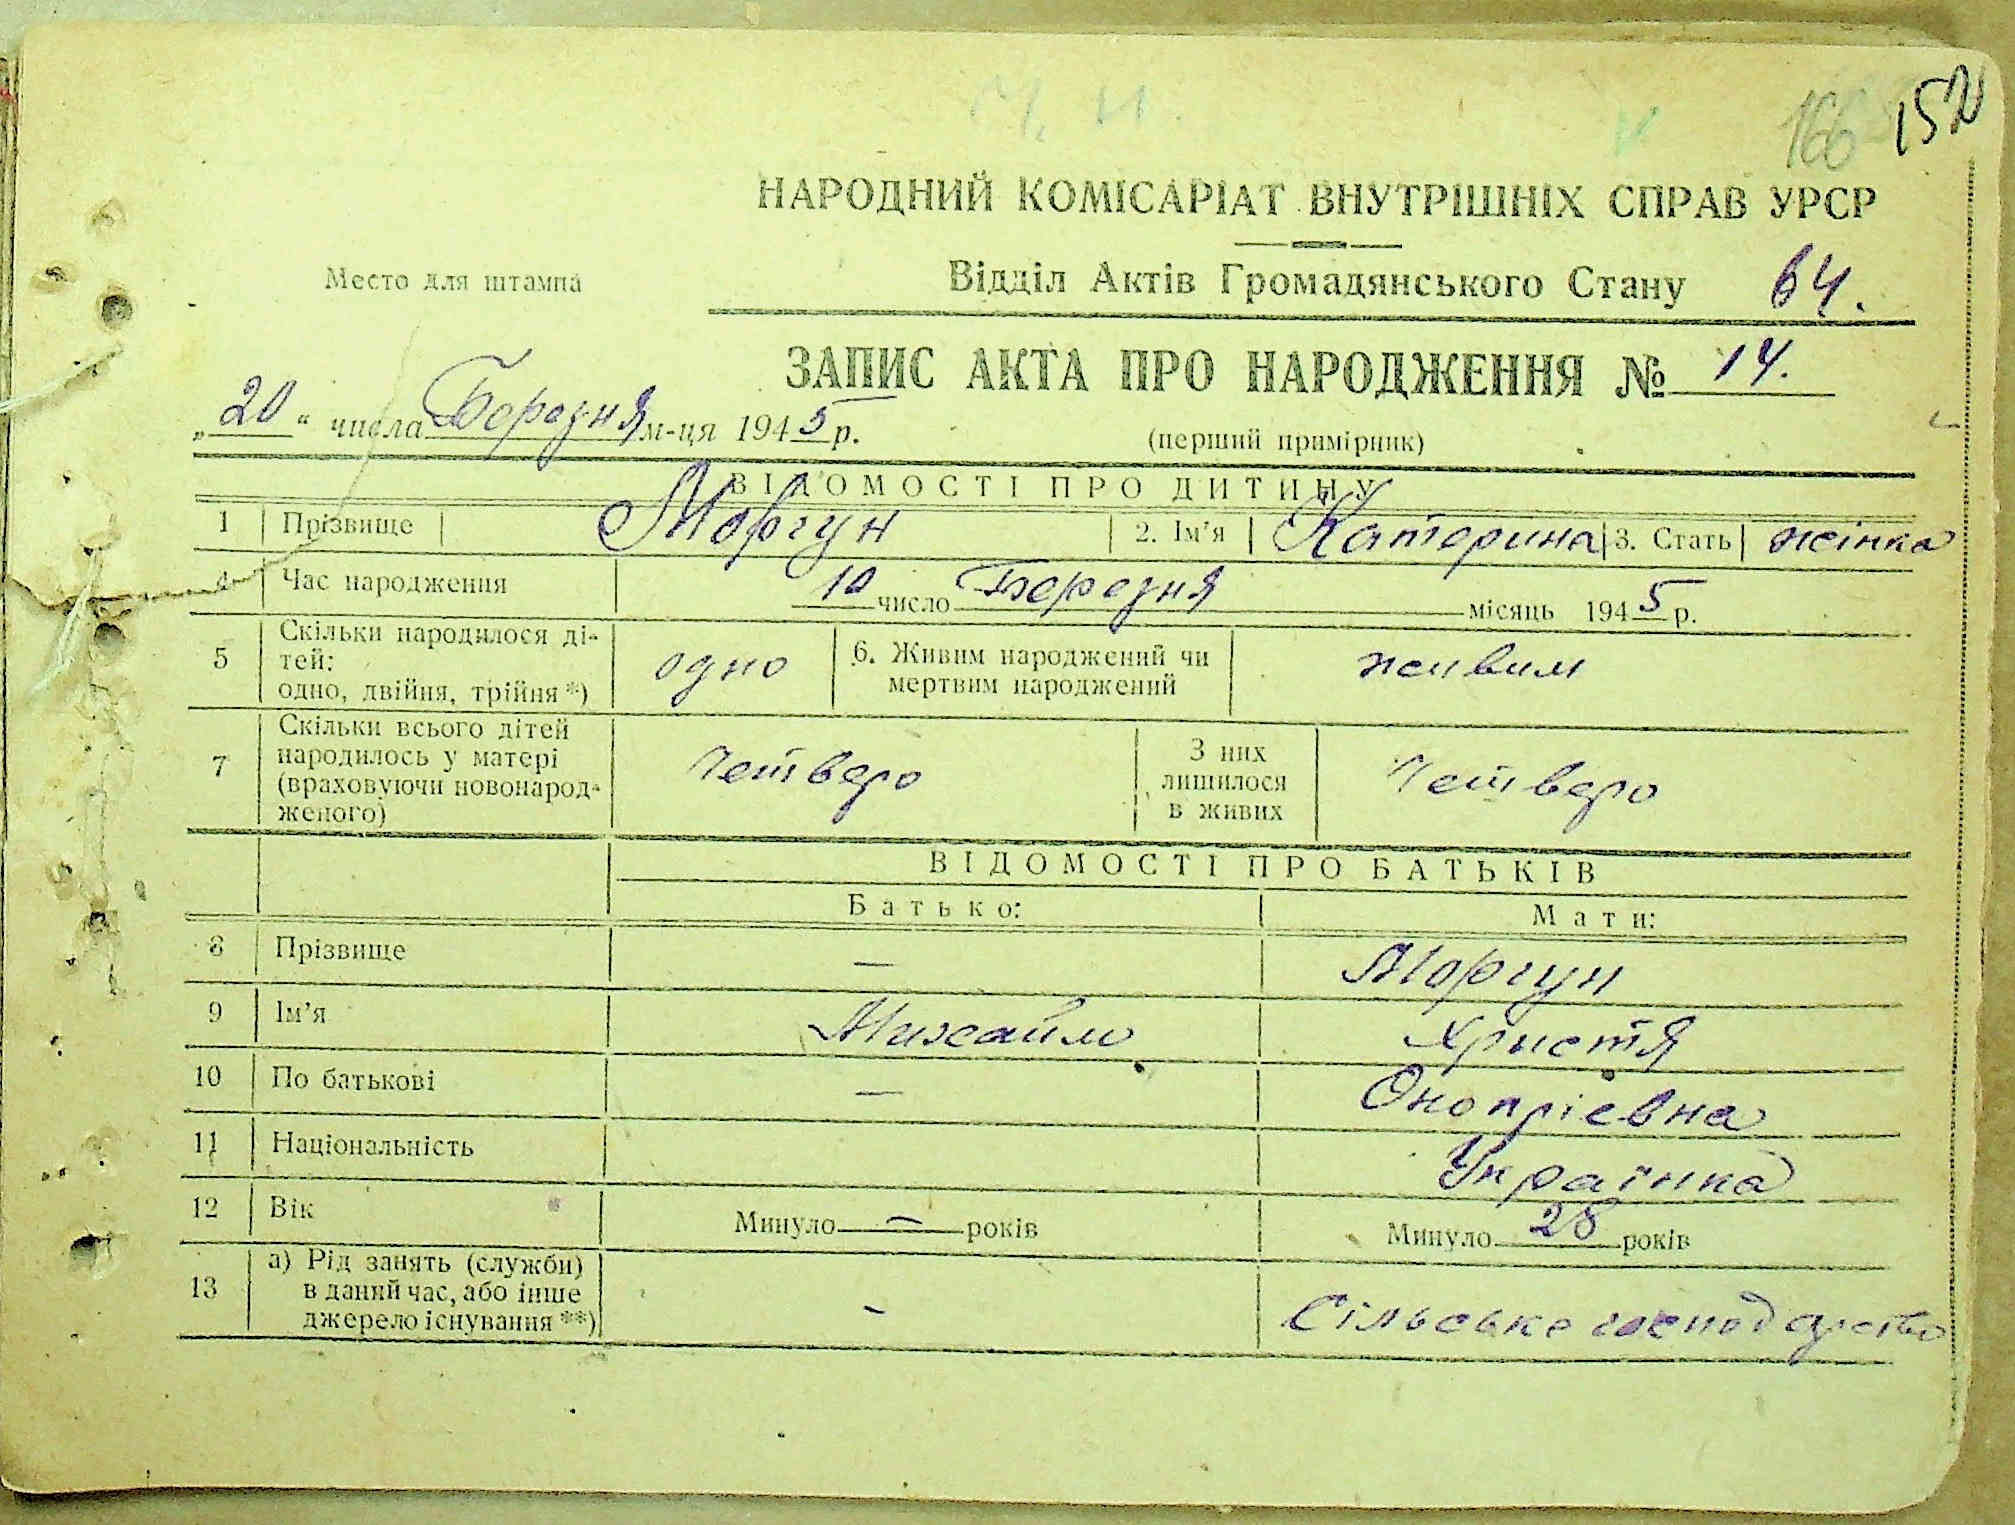 166 152
НАРОДНИЙ КОМІСАРІАТ ВНУТРІШНІХ СПРАВ УРСР
Место для штампа
Відділ Актів Громадянського Стану 64.
ЗАПИС АКТА ПРО НАРОДЖЕННЯ № 14.
„20“ числа Березня м-ця 1945 р.
(перший примірник)
ВІДОМОСТІ ПРО ДИТИНУ
1 Прізвище Моргун 2. Ім'я Катерина 3. Стать жінка
4 Час народження 10 число Березня місяць 1945 р.
5 Скільки народилося ді-
тей:
одно, двійня, трійня *) одно 6. Живим народжений чи
мертвим народжений живим
7 Скільки всього дітей
народилось у матері
(враховуючи новонарод-
женого) Четверо З них
лишилося
в живих Четверо
ВІДОМОСТІ ПРО БАТЬКІВ
Батько: Мати:
8 Прізвище — Моргун
9 Ім'я Михайло Христя
10 По батькові — Оноприєвна
11 Національність Українка
12 Вік Минуло — років Минуло 28 років
13 а) Рід занять (служби)
в даний час, або інше
джерело існування **) - Сільське господарство